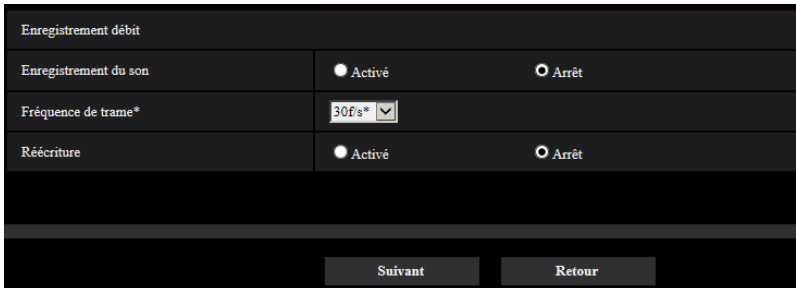 Enregistrement débit
Enregistrement du son Activé Arrêt
Fréquence de trame* 30f/s*
Réécriture Activé Arrêt
Suivant Retour